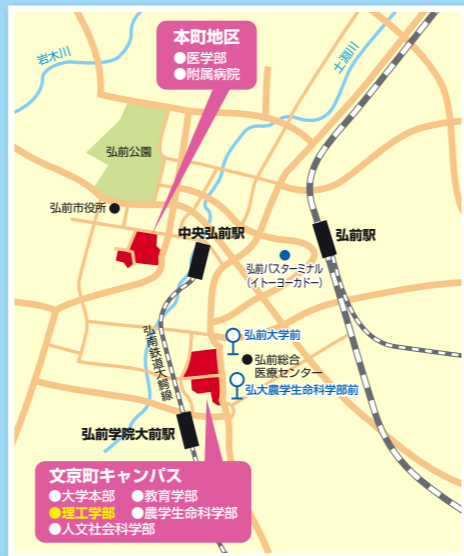 本町地区
●医学部
●附属病院
岩木川
土淵川
弘前公園
弘前市役所
中央弘前駅
弘前駅
弘前バスターミナル
(イトーヨーカドー)
弘南鉄道大鰐線
弘前大学前
弘前総合
医療センター
弘大農学生命科学部前
弘前学院大前駅
文京町キャンパス
●大学本部 ●教育学部
●理工学部 ●農学生命科学部
●人文社会科学部